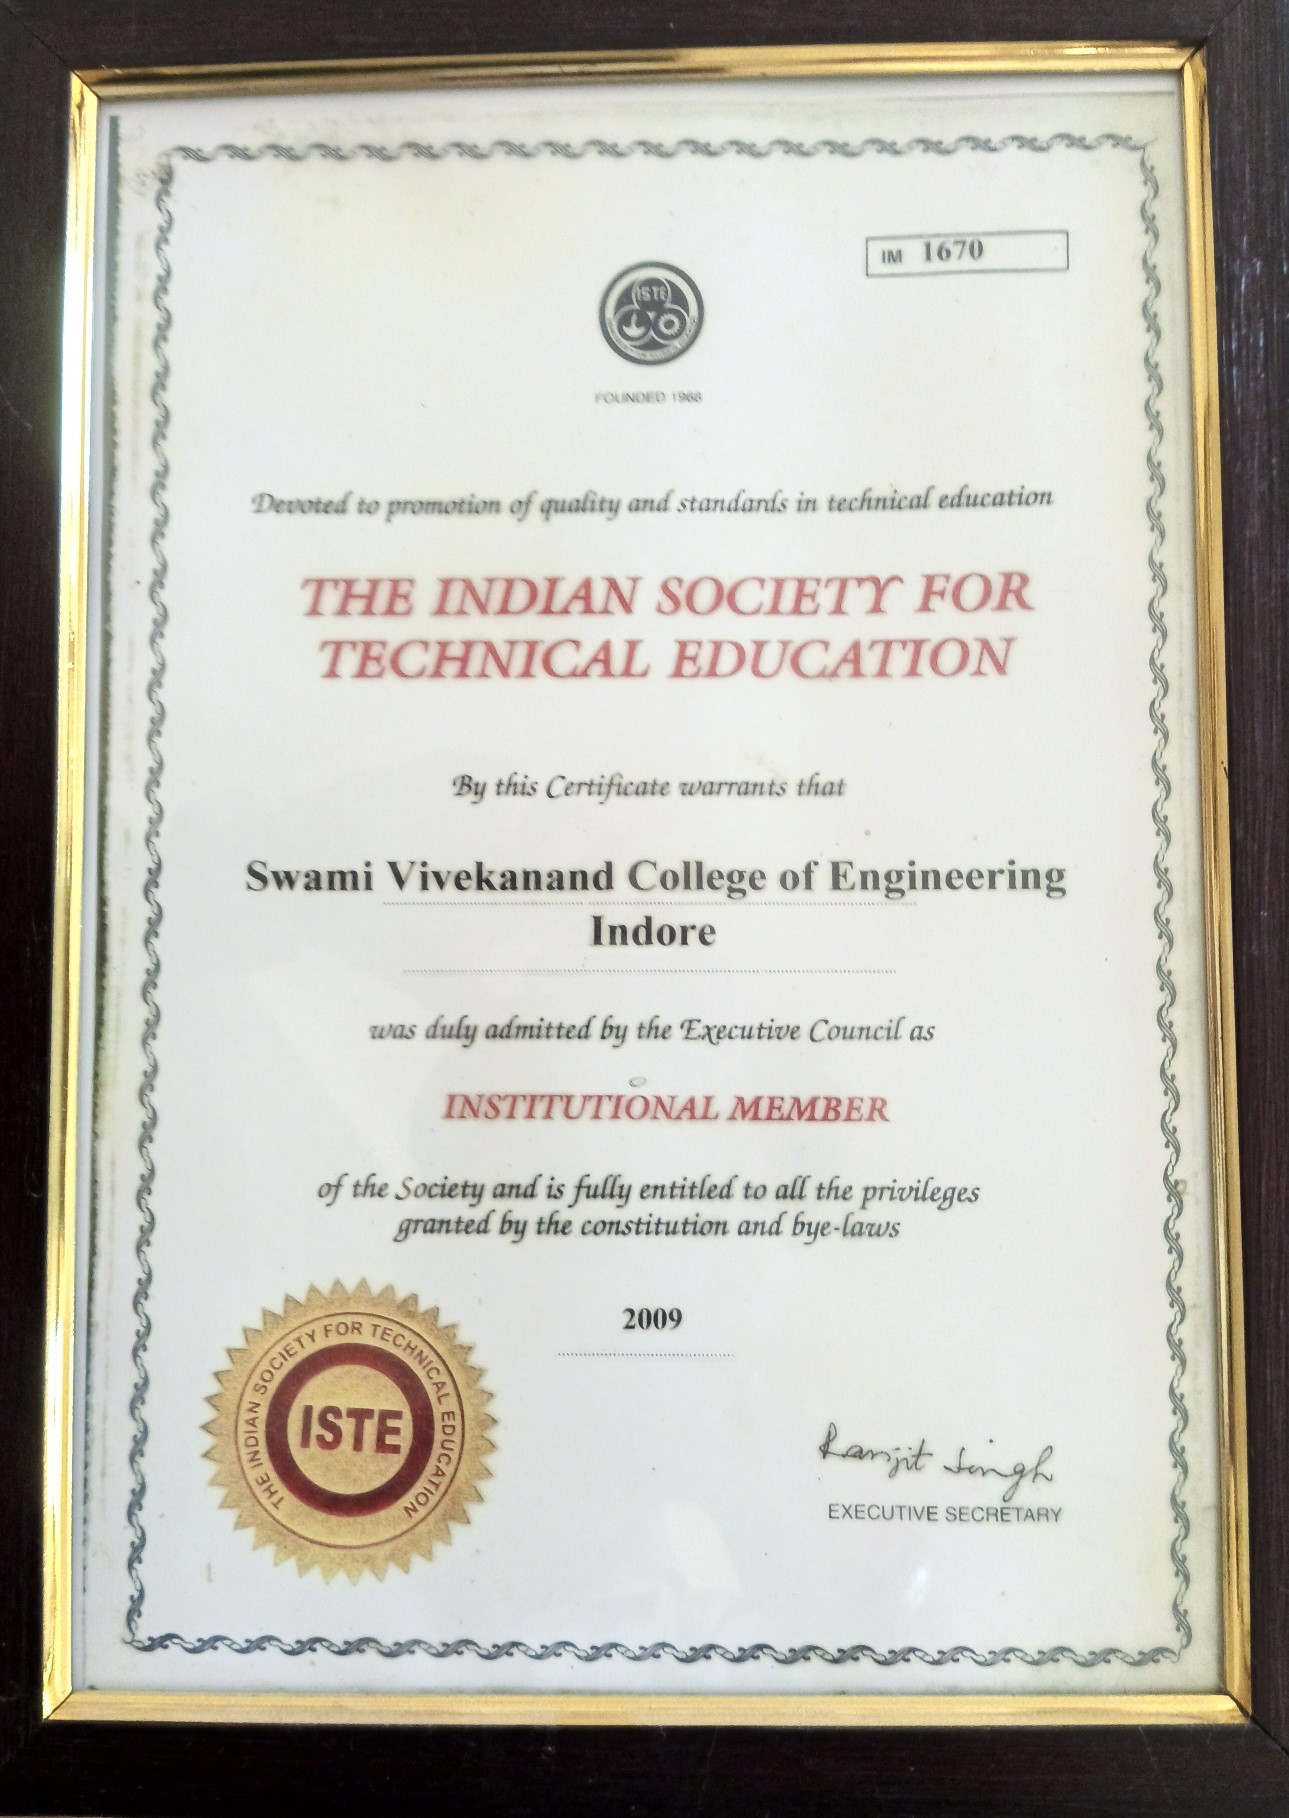 IM 1670
ISTE
FOUNDED 1968
Devoted to promotion of quality and standards in technical education
THE INDIAN SOCIETY FOR
TECHNICAL EDUCATION
By this Certificate warrants that
Swami Vivekanand College of Engineering
Indore
was duly admitted by the Executive Council as
INSTITUTIONAL MEMBER
of the Society and is fully entitled to all the privileges
granted by the constitution and bye-laws
2009
THE INDIAN SOCIETY FOR TECHNICAL EDUCATION
ISTE
Ranjit Singh
EXECUTIVE SECRETARY